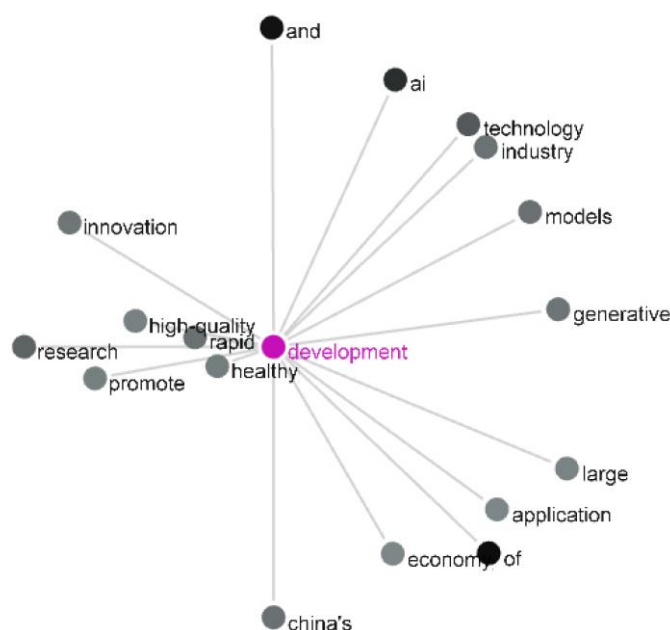 and
ai
technology
industry
models
innovation
generative
high-quality
rapid
research
development
healthy
promote
large
application
economy
of
china's